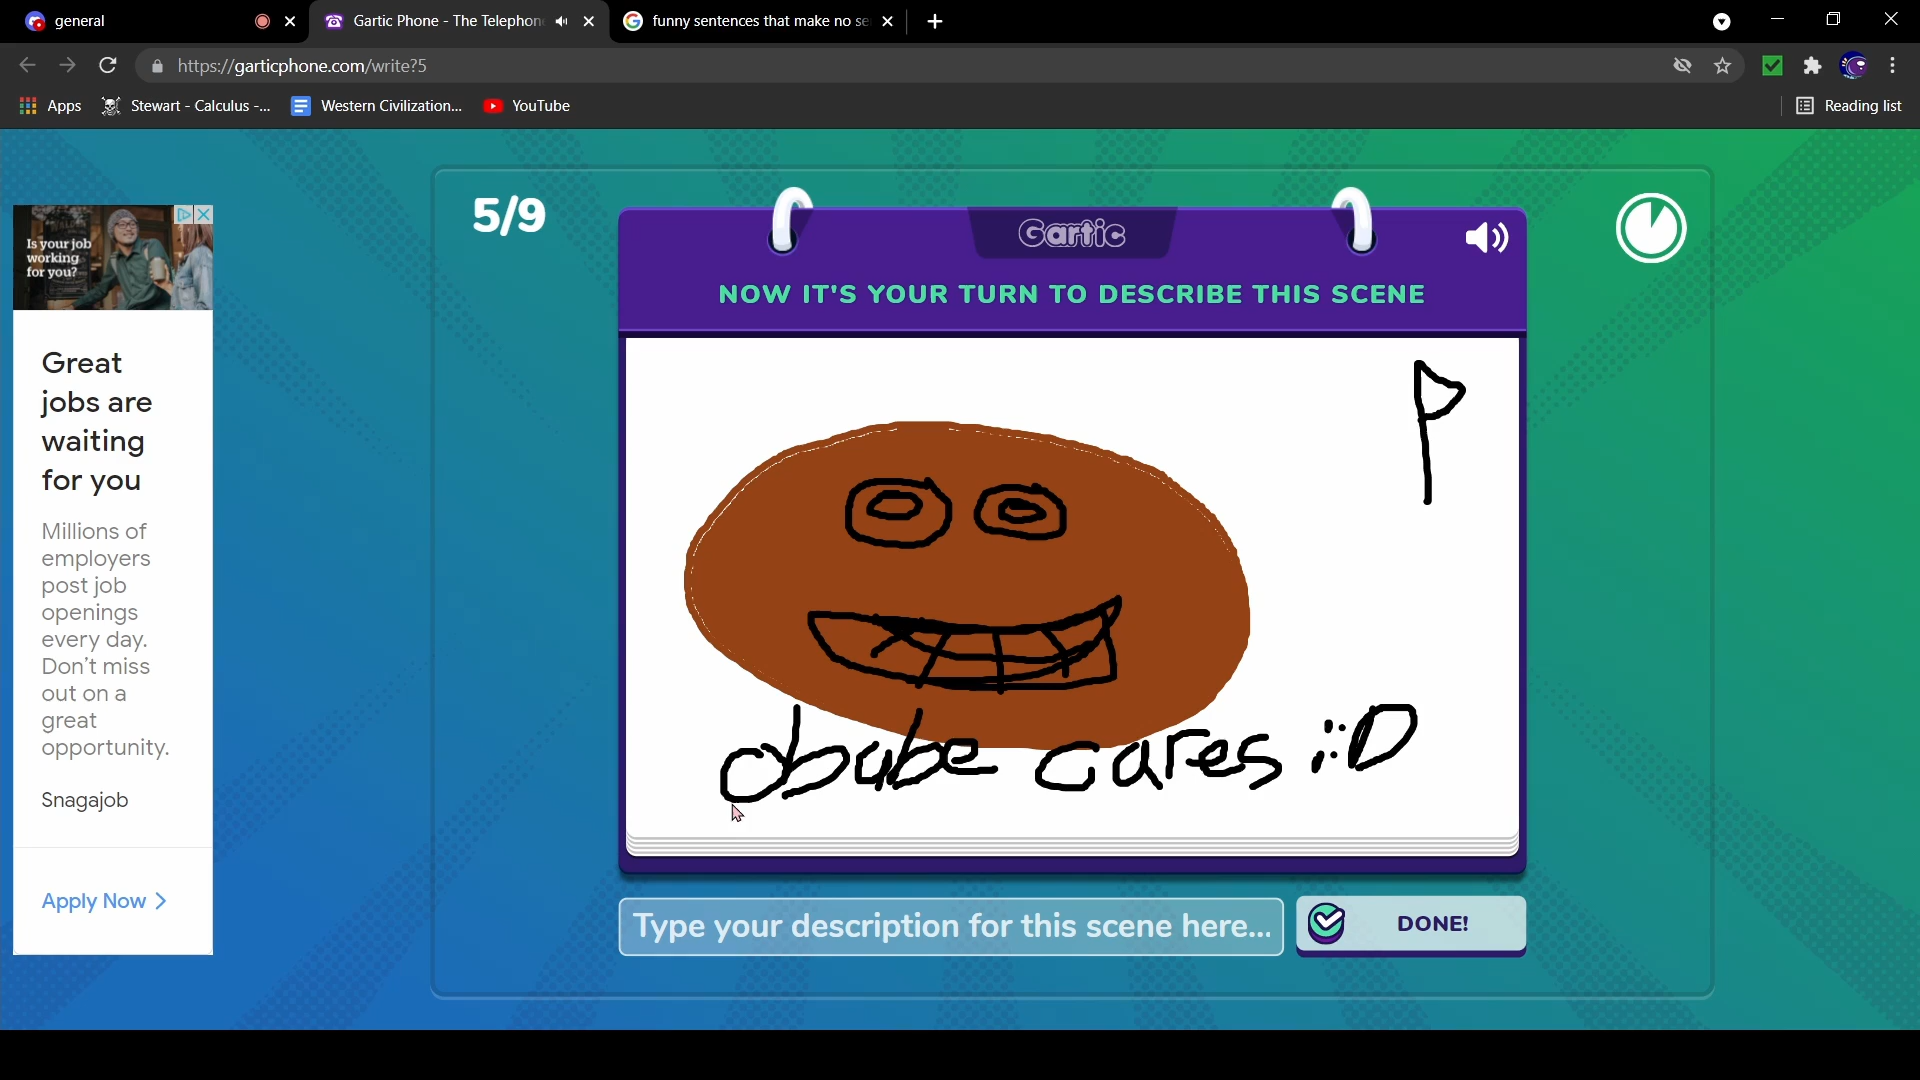 general
Gartic Phone - The Telephon
funny sentences that make no se
https://garticphone.com/write?5
Apps
Stewart - Calculus -...
Western Civilization...
YouTube
Reading list
5/9
Gartic
NOW IT'S YOUR TURN TO DESCRIBE THIS SCENE
Is your job
working
for you?
Great
jobs are
waiting
for you
Millions of
employers
post job
openings
every day.
Don't miss
out on a
great
opportunity.
Snagajob
Apply Now >
P
obabe cares :D
Type your description for this scene here...
DONE!